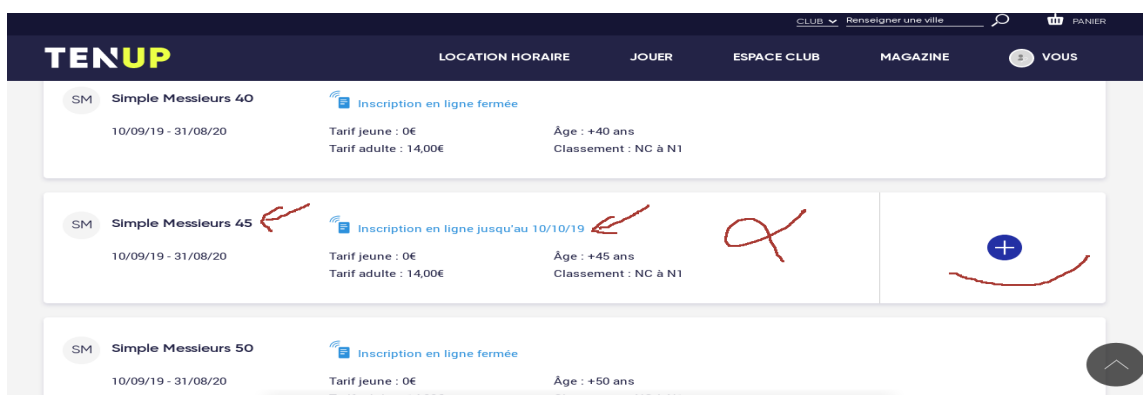 CLUB Renseigner une ville PANIER
TENUP LOCATION HORAIRE JOUER ESPACE CLUB MAGAZINE VOUS
SM Simple Messieurs 40 Inscription en ligne fermée
10/09/19 - 31/08/20 Tarif jeune : 0€ Âge : +40 ans
Tarif adulte : 14,00€ Classement : NC à N1
SM Simple Messieurs 45 Inscription en ligne jusqu'au 10/10/19
10/09/19 - 31/08/20 Tarif jeune : 0€ Âge : +45 ans
Tarif adulte : 14,00€ Classement : NC à N1
SM Simple Messieurs 50 Inscription en ligne fermée
10/09/19 - 31/08/20 Tarif jeune : 0€ Âge : +50 ans